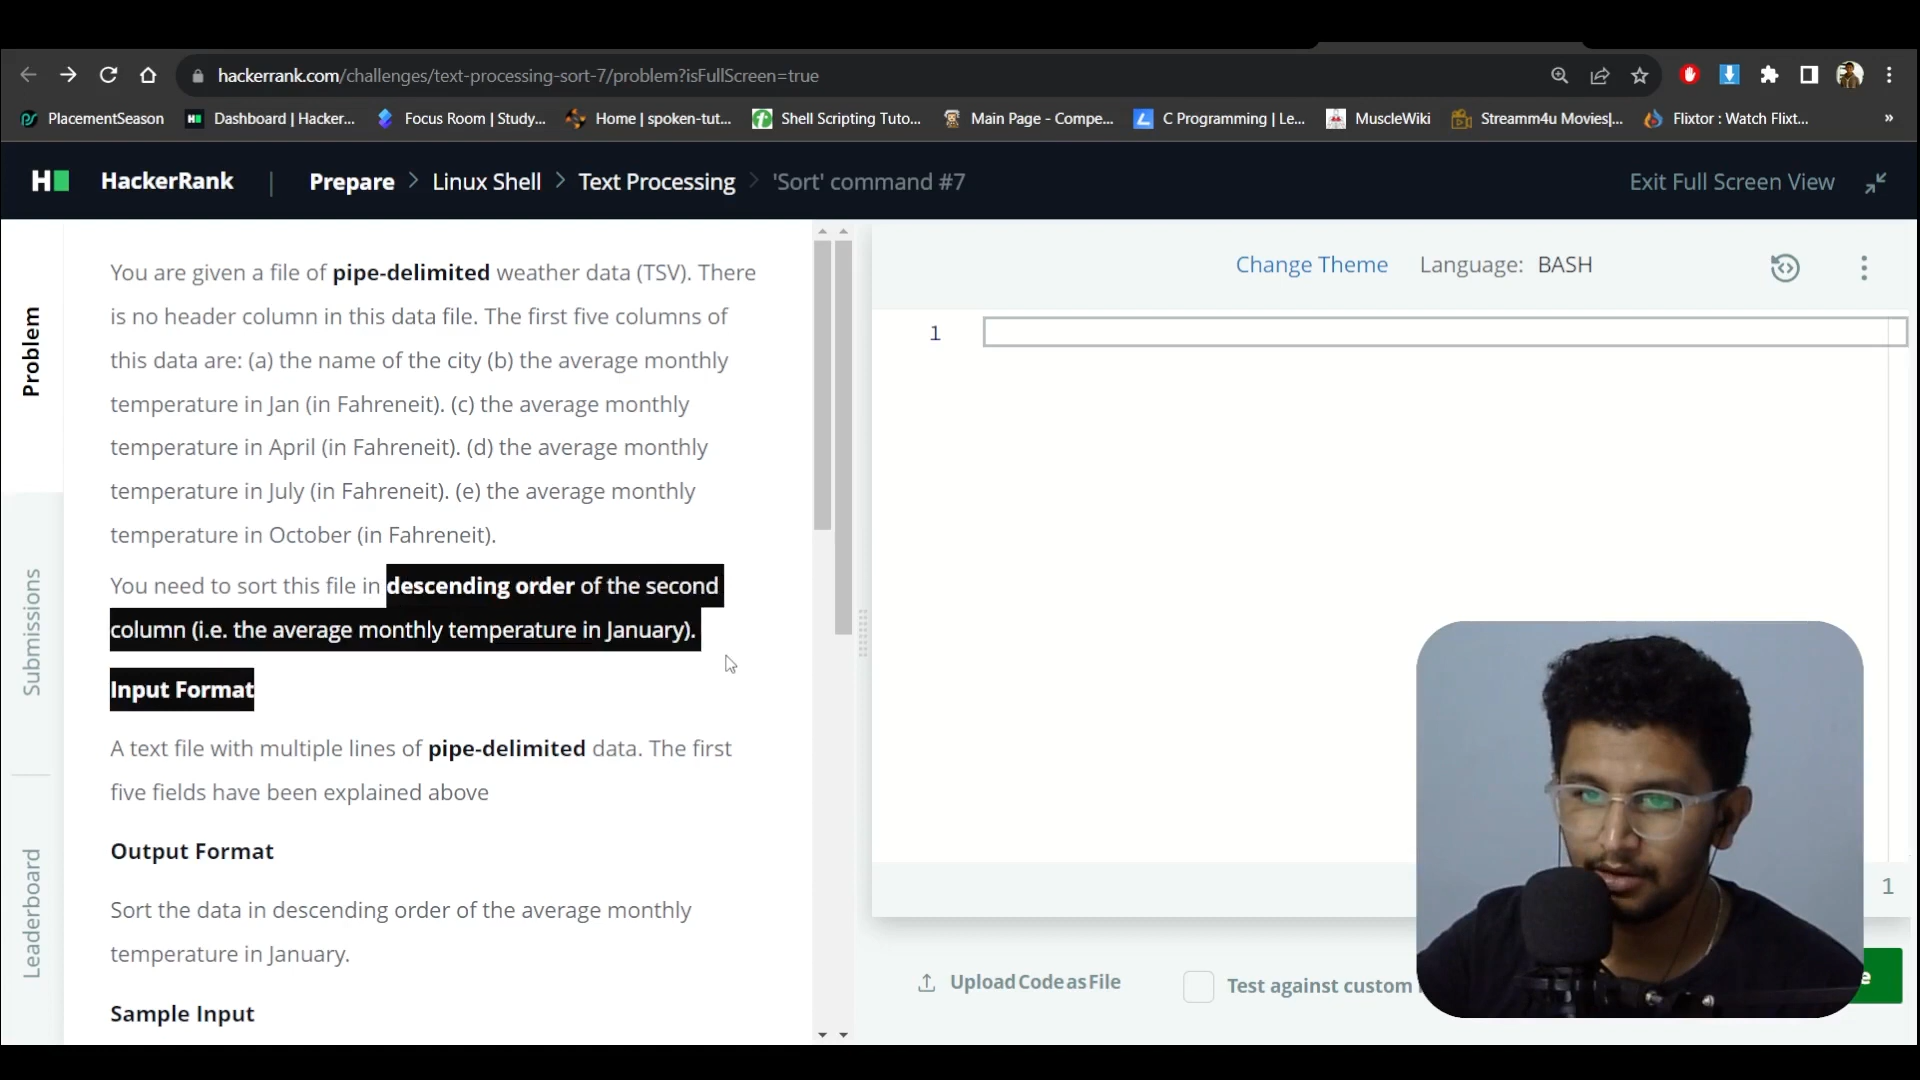 hackerrank.com/challenges/text-processing-sort-7/problem?isFullScreen=true
PlacementSeason Dashboard | Hacker... Focus Room | Study... Home | spoken-tut... Shell Scripting Tuto... Main Page - Compe... C Programming | Le... MuscleWiki Streamm4u Movies|... Flixtor : Watch Flixt... »
HackerRank | Prepare > Linux Shell > Text Processing > 'Sort' command #7 Exit Full Screen View
Problem
Submissions
Leaderboard
You are given a file of pipe-delimited weather data (TSV). There
is no header column in this data file. The first five columns of
this data are: (a) the name of the city (b) the average monthly
temperature in Jan (in Fahreneit). (c) the average monthly
temperature in April (in Fahreneit). (d) the average monthly
temperature in July (in Fahreneit). (e) the average monthly
temperature in October (in Fahreneit).
You need to sort this file in descending order of the second
column (i.e. the average monthly temperature in January).
Input Format
A text file with multiple lines of pipe-delimited data. The first
five fields have been explained above
Output Format
Sort the data in descending order of the average monthly
temperature in January.
Sample Input
Change Theme Language: BASH
1
1
Upload Code as File Test against custom